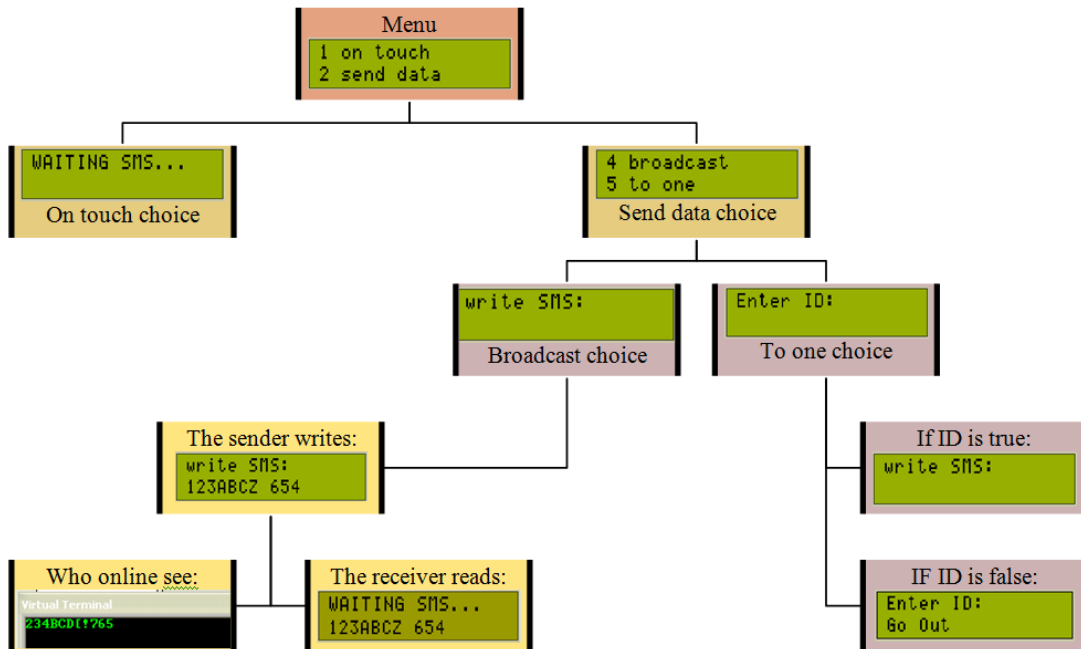 Menu
1 on touch
2 send data
WAITING SMS...
On touch choice
4 broadcast
5 to one
Send data choice
write SMS:
Broadcast choice
Enter ID:
To one choice
The sender writes:
write SMS:
123ABCZ 654
If ID is true:
write SMS:
Who online see:
Virtual Terminal
234BCD[!765
The receiver reads:
WAITING SMS...
123ABCZ 654
IF ID is false:
Enter ID:
Go Out